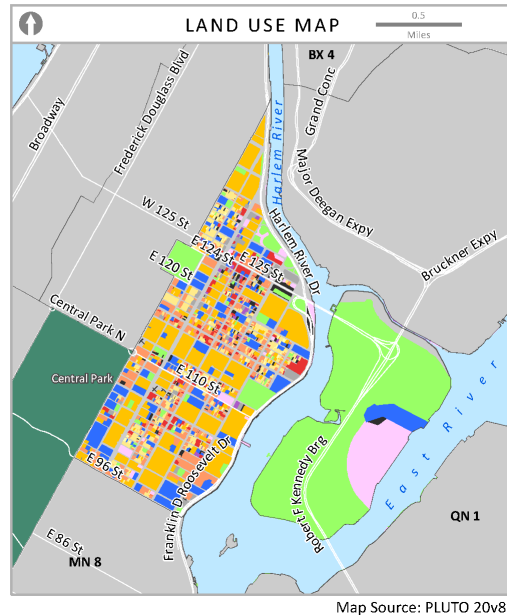 LAND USE MAP
0.5
Miles
BX 4
Broadway
Frederick Douglass Blvd
Grand Conc
Harlem River
Major Deegan Expy
W 125 St
Harlem River Dr
Bruckner Expy
E 124 St
E 125 St
E 120 St
Central Park N
Central Park
E 110 St
East River
E 96 St
Franklin D Roosevelt Dr
Robert F Kennedy Brg
QN 1
E 86 St
MN 8
Map Source: PLUTO 20v8